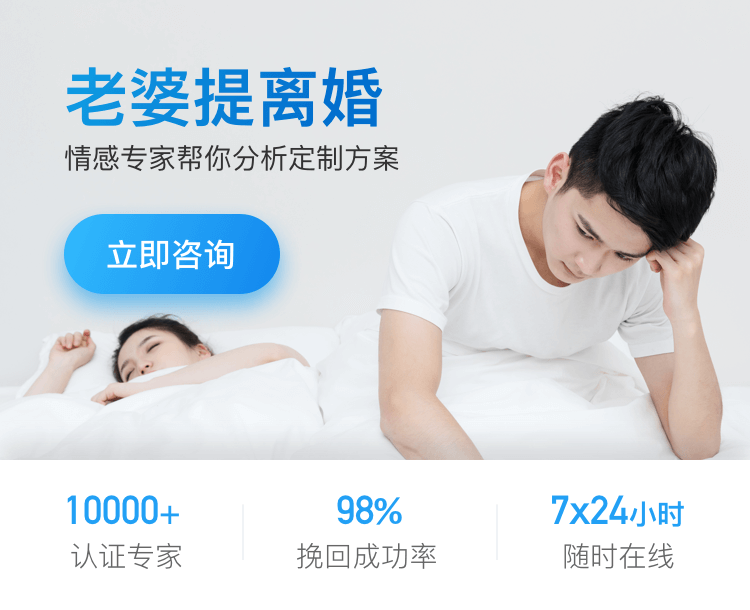 老婆提离婚
情感专家帮你分析定制方案
立即咨询
10000+
认证专家
98%
挽回成功率
7x24小时
随时在线